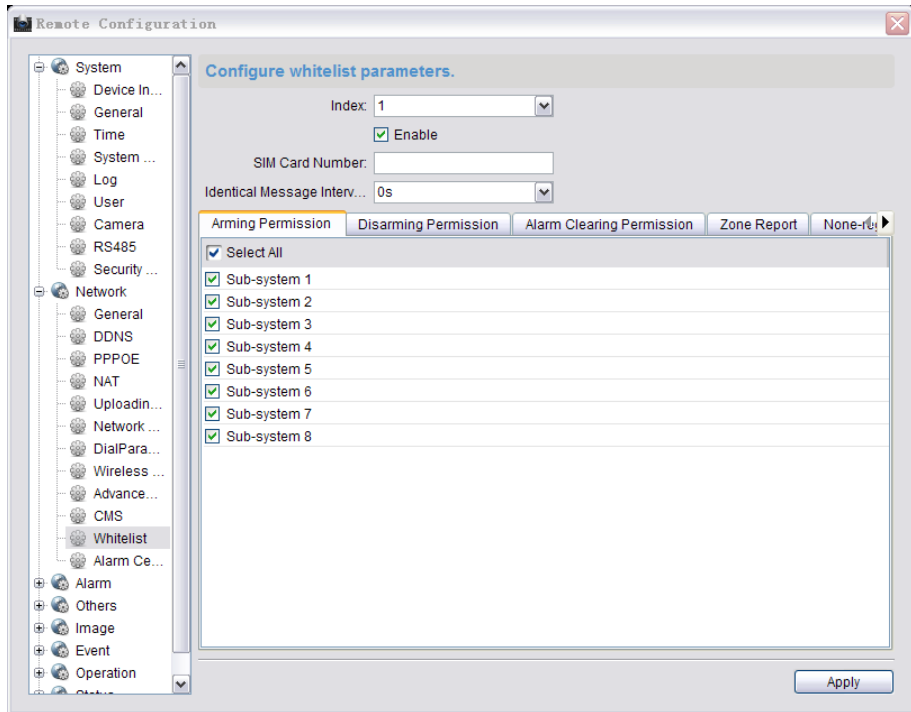 Remote Configuration
System
Device In...
General
Time
System ...
Log
User
Camera
RS485
Security ...
Network
General
DDNS
PPPOE
NAT
Uploadin...
Network ...
DialPara...
Wireless ...
Advance...
CMS
Whitelist
Alarm Ce...
Alarm
Others
Image
Event
Operation
Configure whitelist parameters.
Index: 1
Enable
SIM Card Number:
Identical Message Interv... 0s
Arming Permission Disarming Permission Alarm Clearing Permission Zone Report
Select All
Sub-system 1
Sub-system 2
Sub-system 3
Sub-system 4
Sub-system 5
Sub-system 6
Sub-system 7
Sub-system 8
Apply